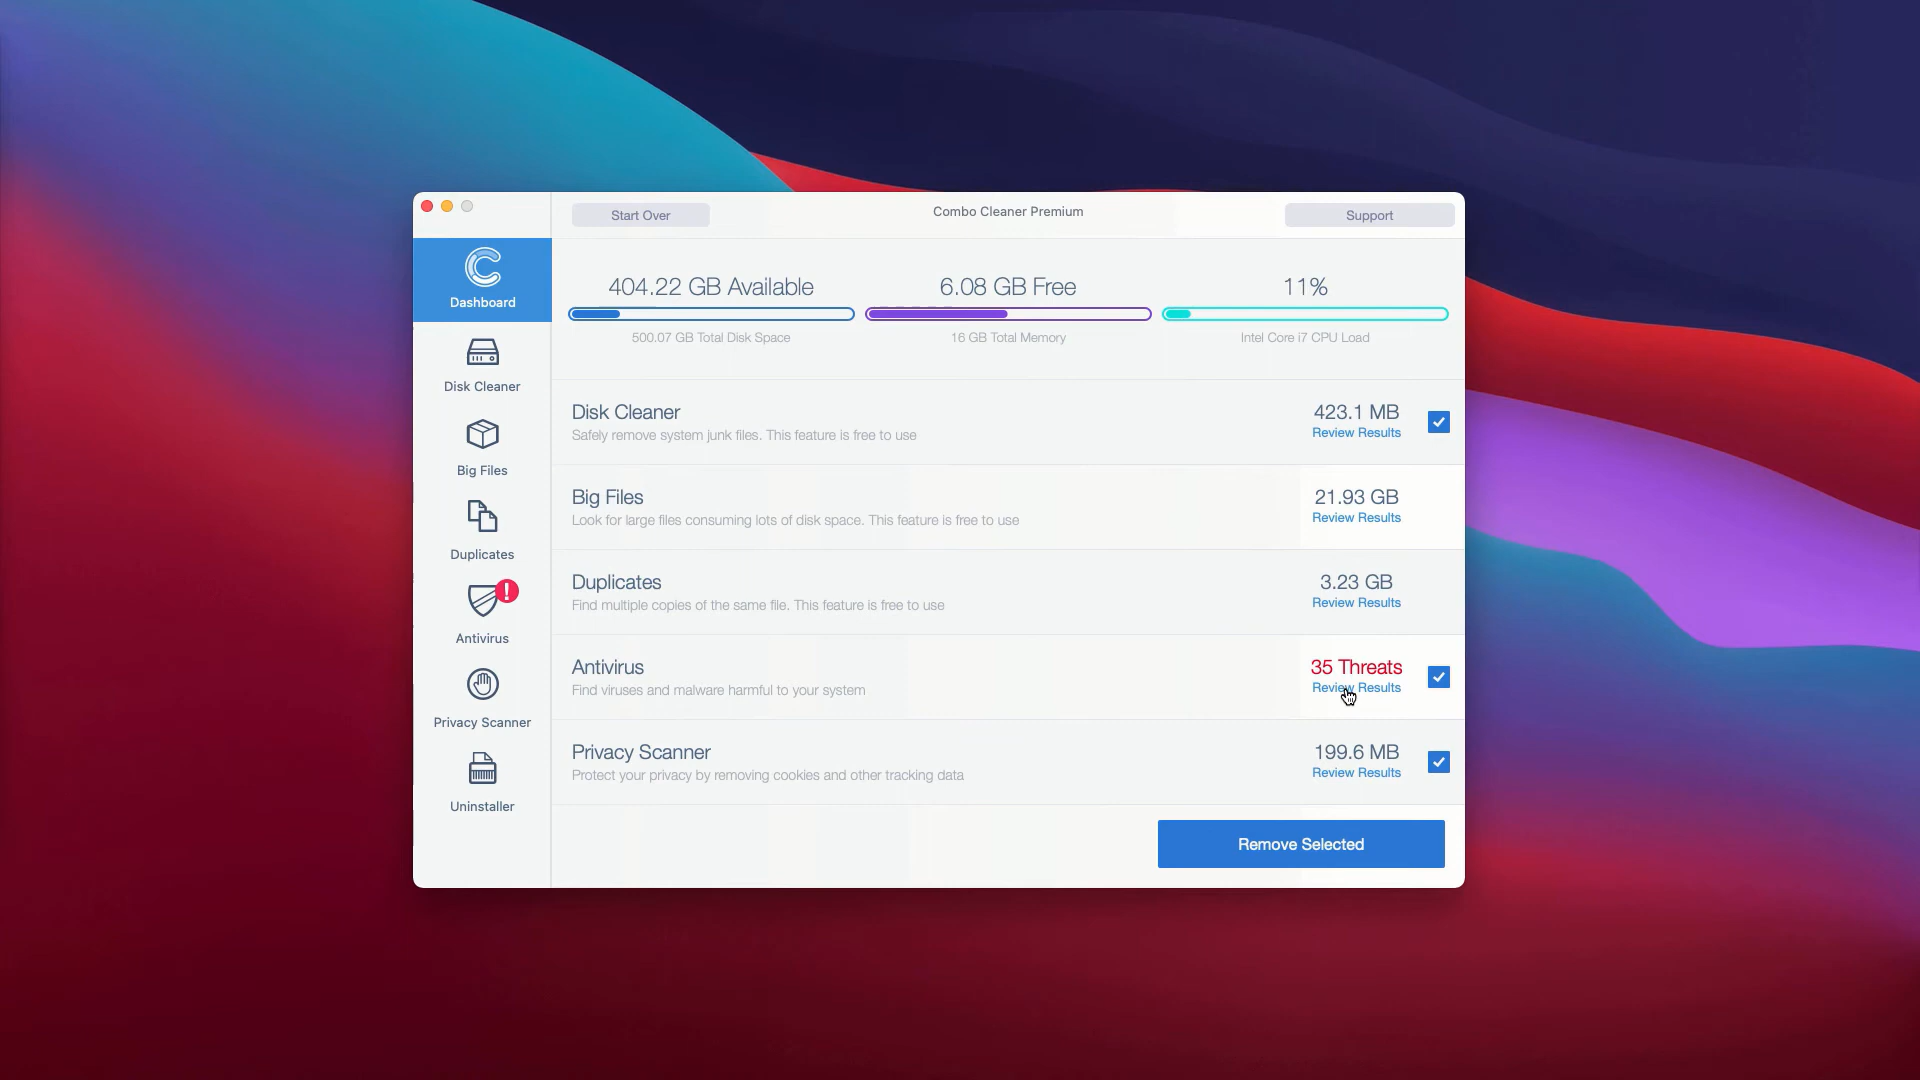 Start Over
Combo Cleaner Premium
Support
Dashboard
Disk Cleaner
Big Files
Duplicates
!
Antivirus
Privacy Scanner
Uninstaller
404.22 GB Available
500.07 GB Total Disk Space
6.08 GB Free
16 GB Total Memory
11%
Intel Core i7 CPU Load
Disk Cleaner
Safely remove system junk files. This feature is free to use
423.1 MB
Review Results
Big Files
Look for large files consuming lots of disk space. This feature is free to use
21.93 GB
Review Results
Duplicates
Find multiple copies of the same file. This feature is free to use
3.23 GB
Review Results
Antivirus
Find viruses and malware harmful to your system
35 Threats
Review Results
Privacy Scanner
Protect your privacy by removing cookies and other tracking data
199.6 MB
Review Results
Remove Selected